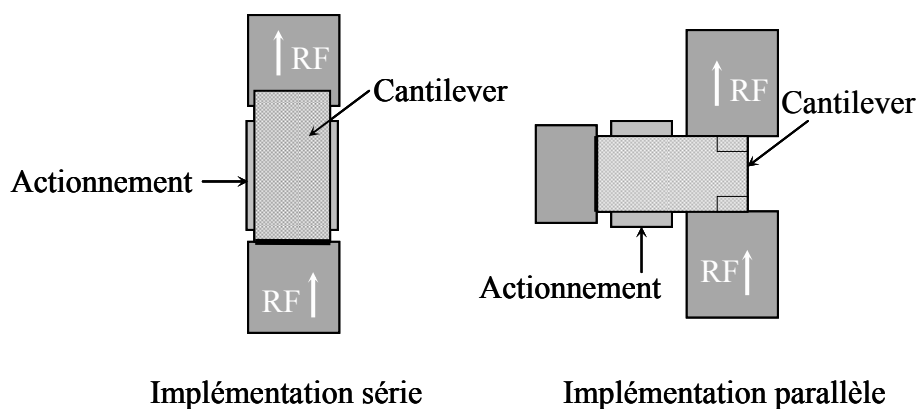 RF
Cantilever
Actionnement
RF
Implémentation série
RF
Cantilever
Actionnement
RF
Implémentation parallèle